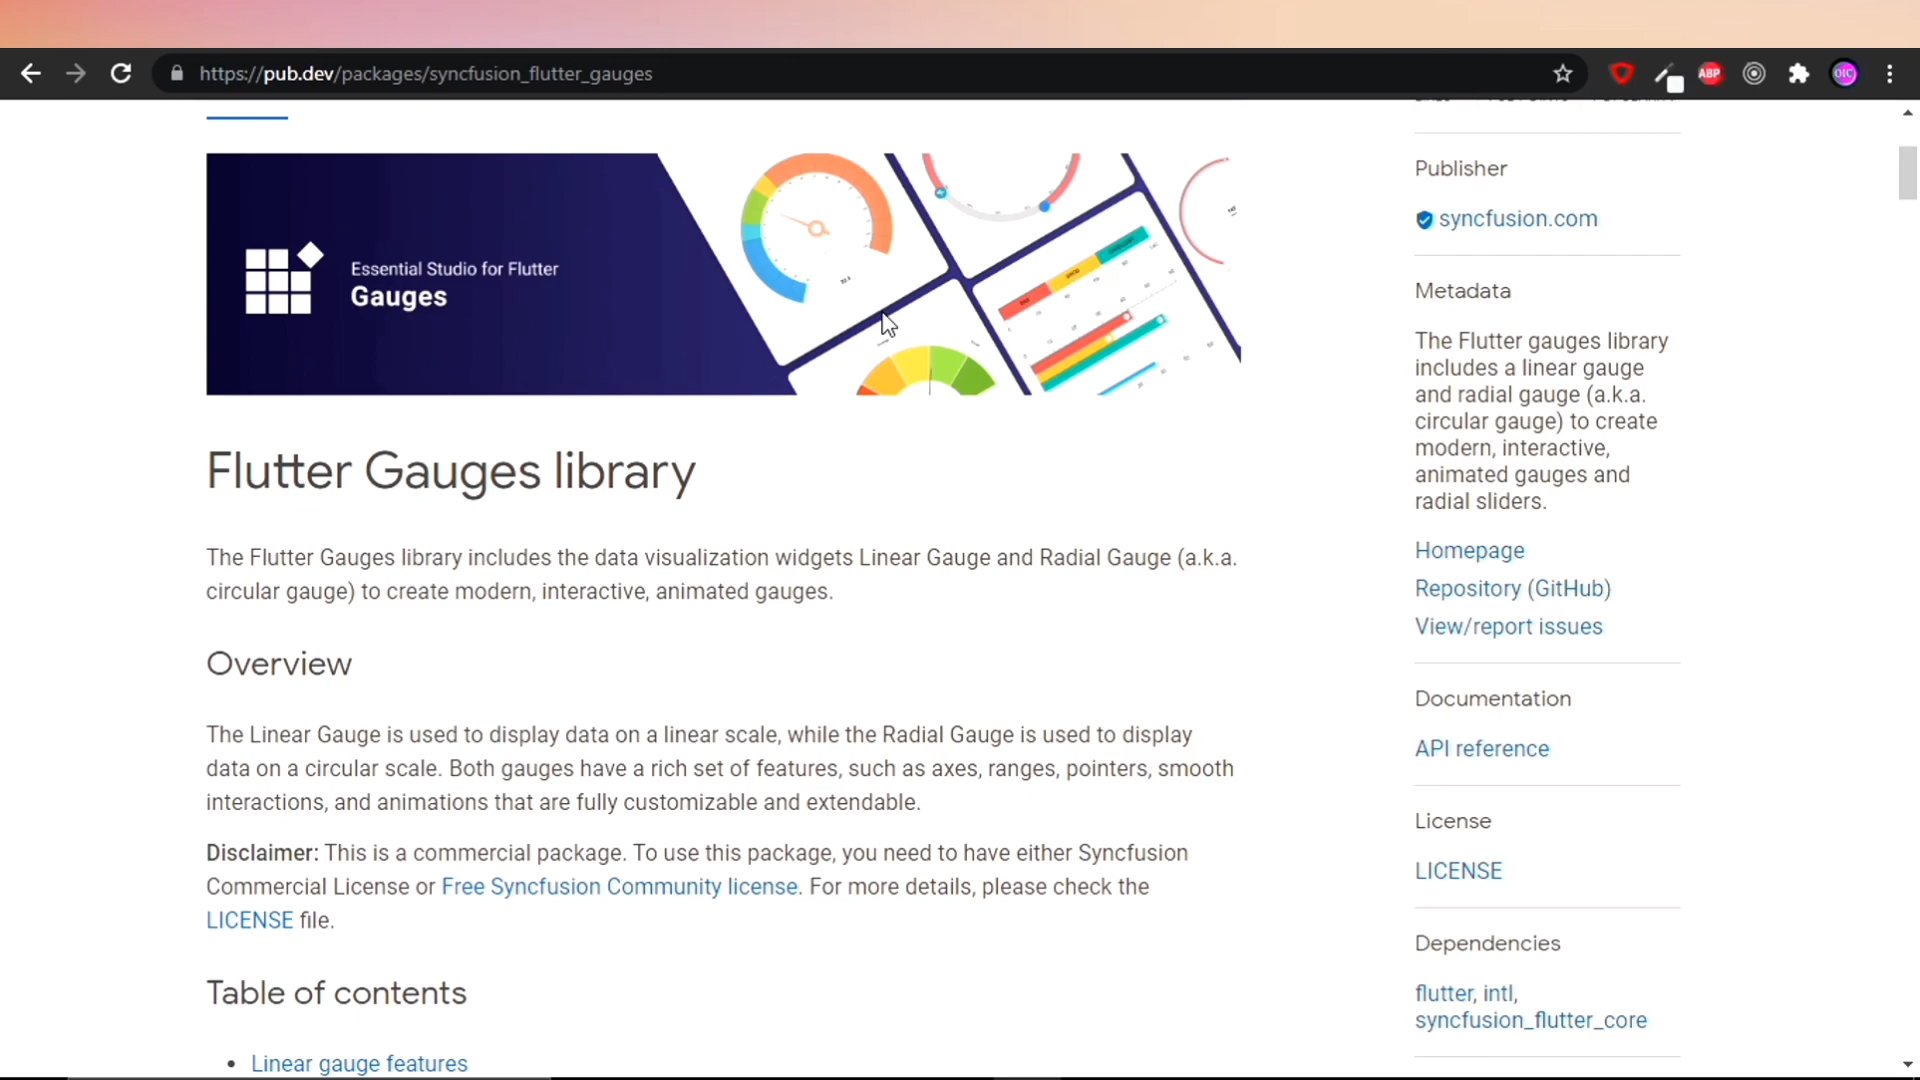 https://pub.dev/packages/syncfusion_flutter_gauges
ABP
OIC
Essential Studio for Flutter
Gauges
Flutter Gauges library
The Flutter Gauges library includes the data visualization widgets Linear Gauge and Radial Gauge (a.k.a.
circular gauge) to create modern, interactive, animated gauges.
Overview
The Linear Gauge is used to display data on a linear scale, while the Radial Gauge is used to display
data on a circular scale. Both gauges have a rich set of features, such as axes, ranges, pointers, smooth
interactions, and animations that are fully customizable and extendable.
Disclaimer: This is a commercial package. To use this package, you need to have either Syncfusion
Commercial License or Free Syncfusion Community license. For more details, please check the
LICENSE file.
Table of contents
• Linear gauge features
Publisher
syncfusion.com
Metadata
The Flutter gauges library
includes a linear gauge
and radial gauge (a.k.a.
circular gauge) to create
modern, interactive,
animated gauges and
radial sliders.
Homepage
Repository (GitHub)
View/report issues
Documentation
API reference
License
LICENSE
Dependencies
flutter, intl,
syncfusion_flutter_core